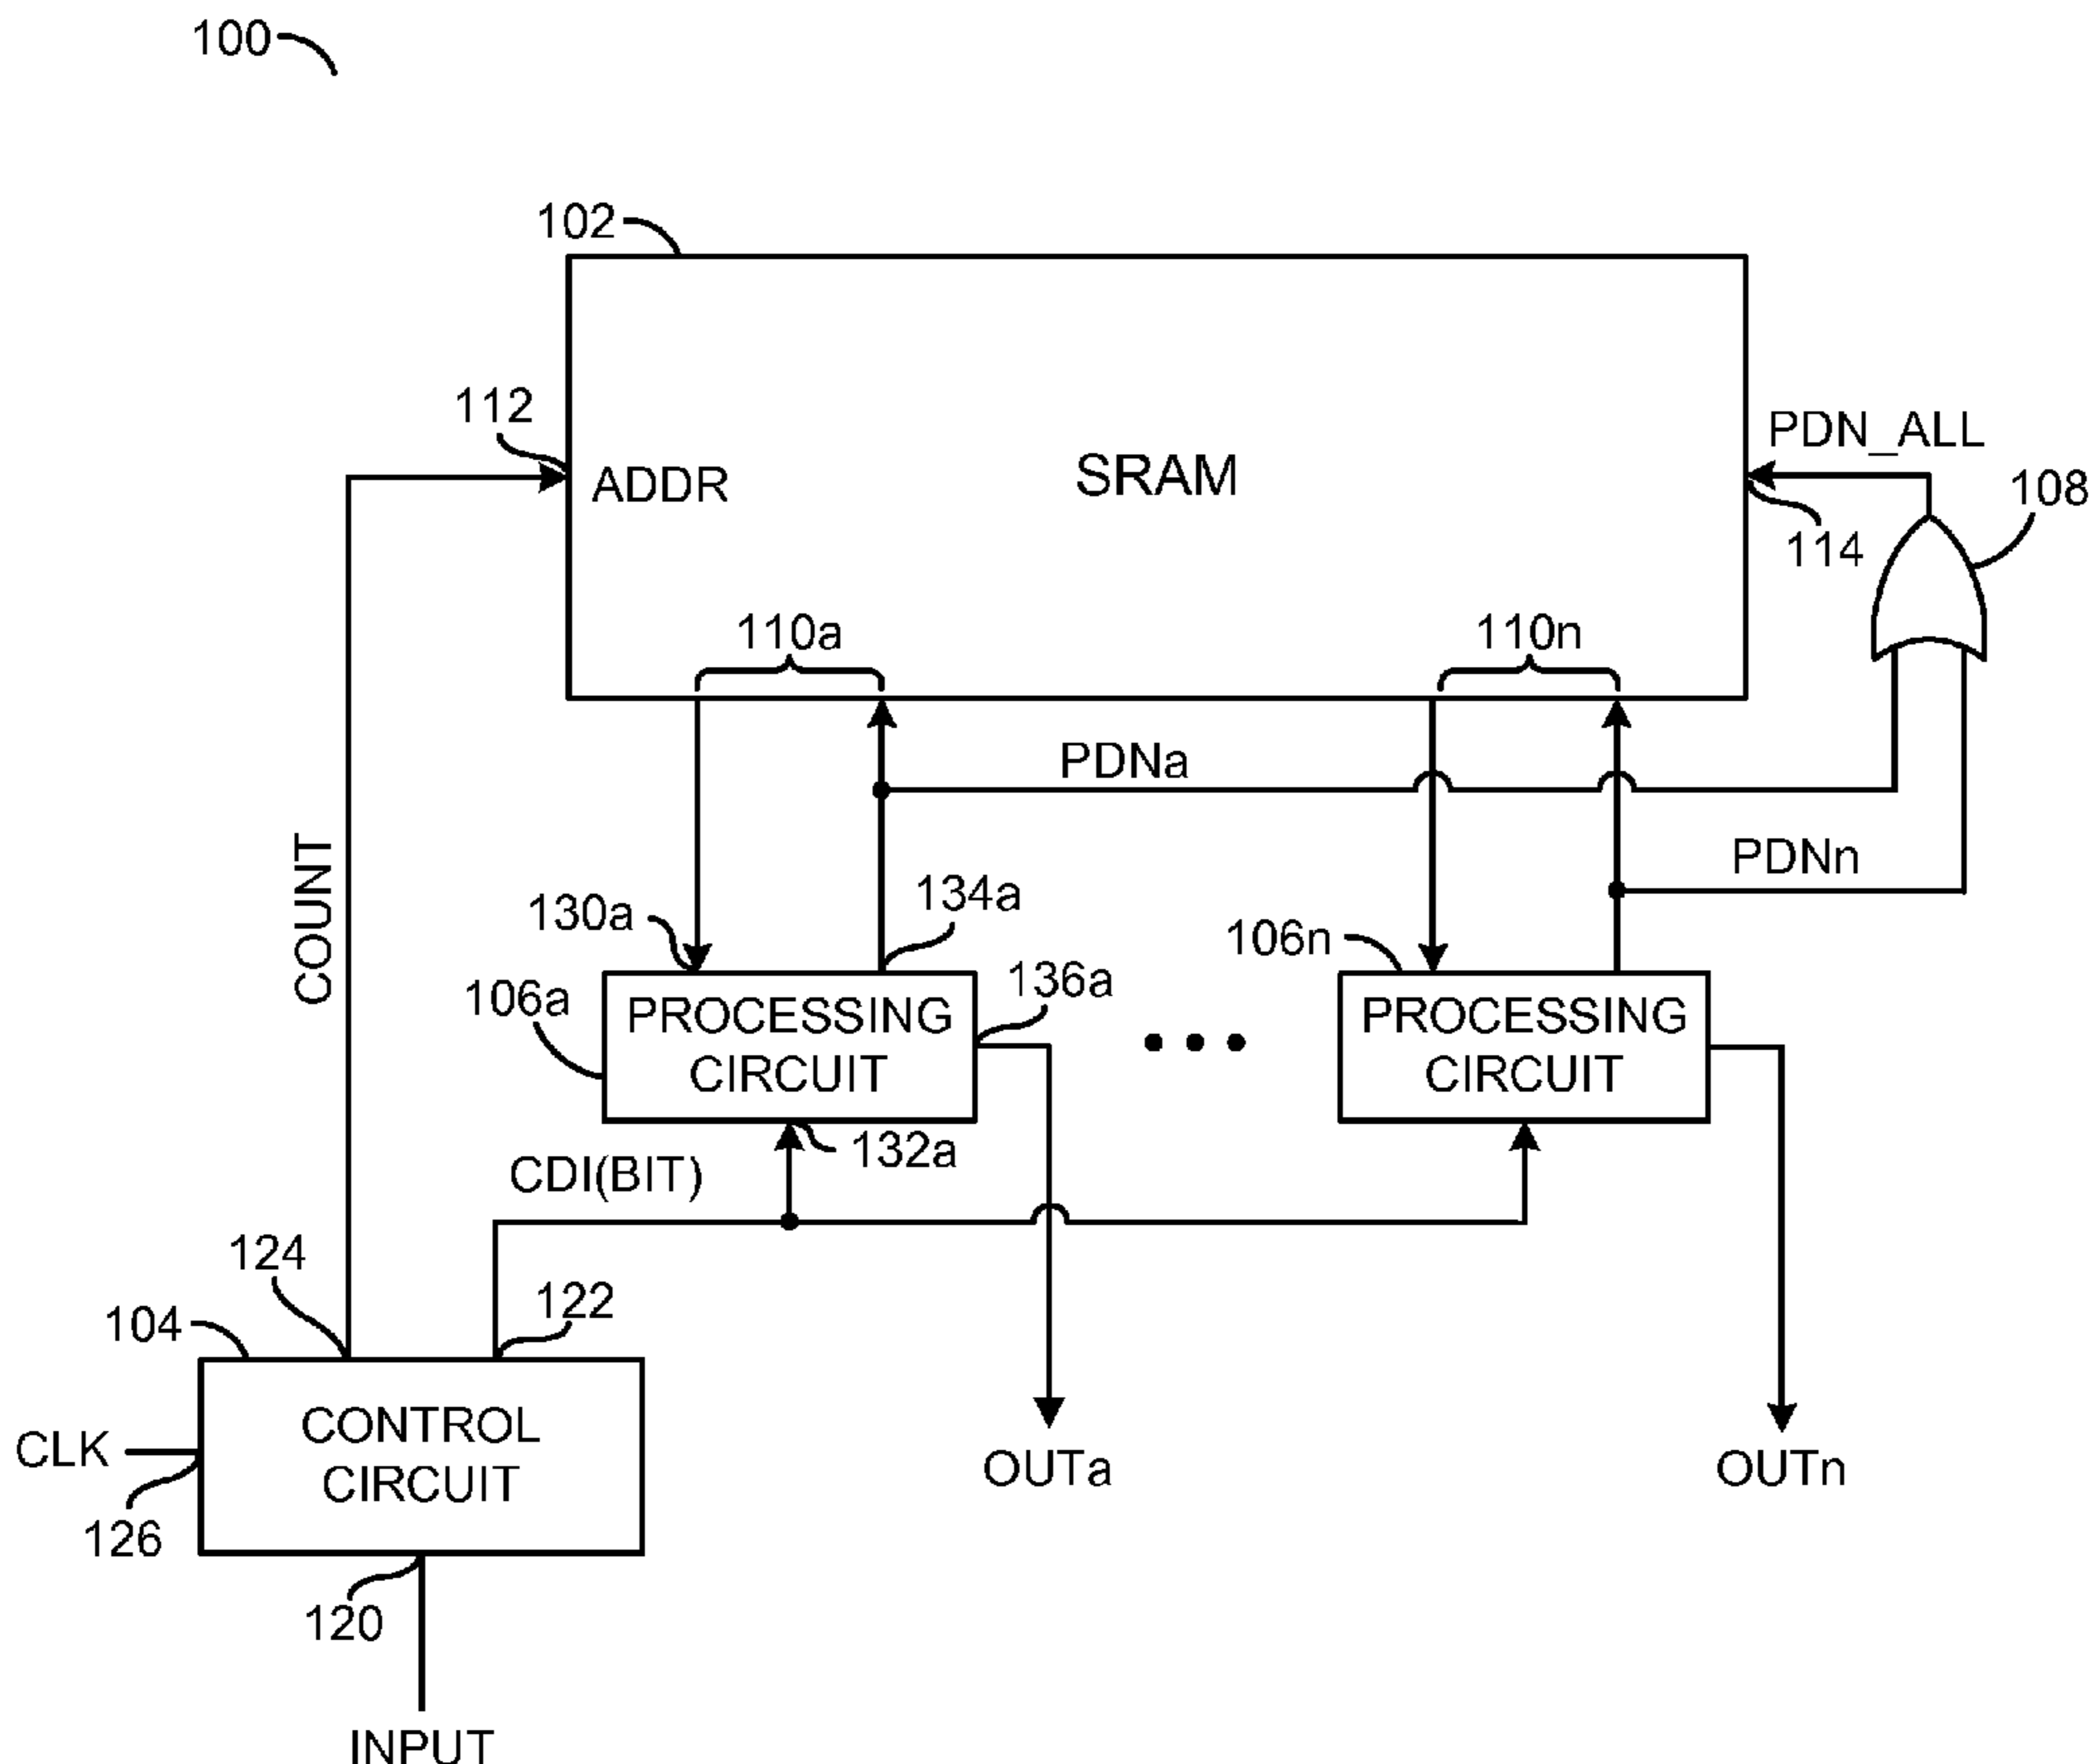 100
102
112
ADDR
SRAM
PDN_ALL
108
114
110a
110n
PDNa
PDNn
COUNT
130a
134a
106n
106a
PROCESSING
CIRCUIT
136a
PROCESSING
CIRCUIT
132a
CDI(BIT)
124
122
104
CONTROL
CIRCUIT
CLK
OUTa
OUTn
126
120
INPUT